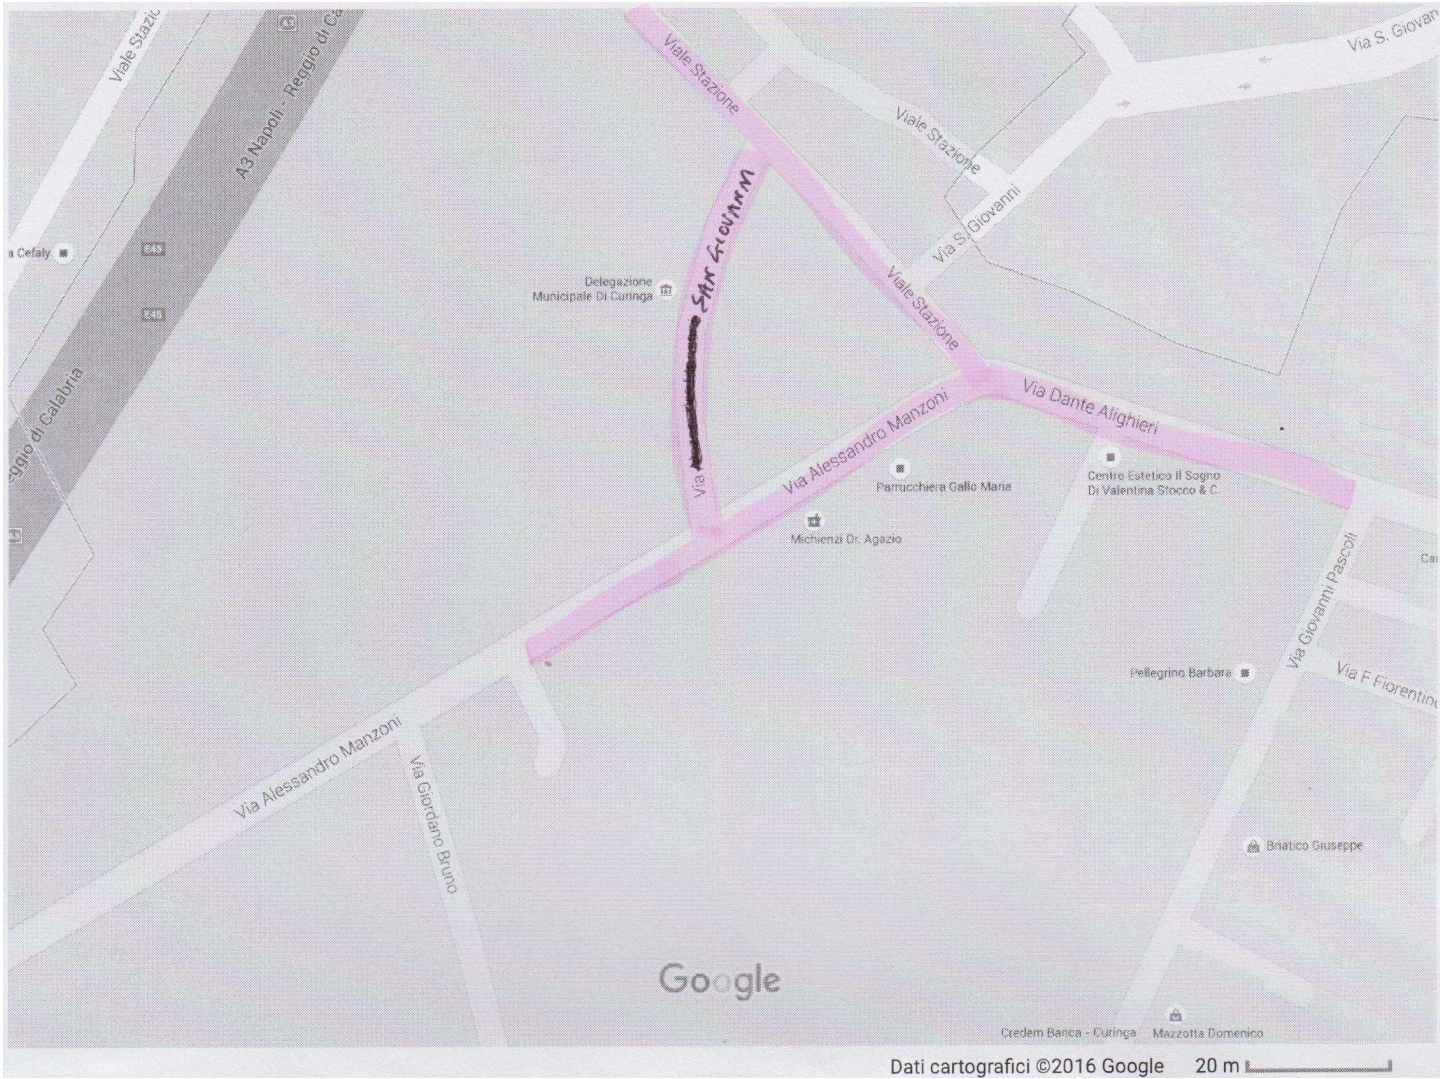 Viale Stazio
A3 Napoli - Reggio di Ca
Viale Stazione
Via S. Giovan
Viale Stazione
Via S. Giovanni
a Cefaly
E45
E45
Delegazione
Municipale Di Curinga
Via SAN GIOVANNI
Viale Stazione
eggio di Calabria
Via Dante Alighieri
Via Alessandro Manzoni
Parrucchiera Gallo Maria
Centro Estetico Il Sogno
Di Valentina Stocco & C.
Michienzi Dr. Agazio
Via Giovanni Pascoli
Pellegrino Barbara
Via F Fiorentino
Via Alessandro Manzoni
Via Giordano Bruno
Briatico Giuseppe
Google
Credem Banca - Curinga
Mazzotta Domenico
Dati cartografici ©2016 Google 20 m